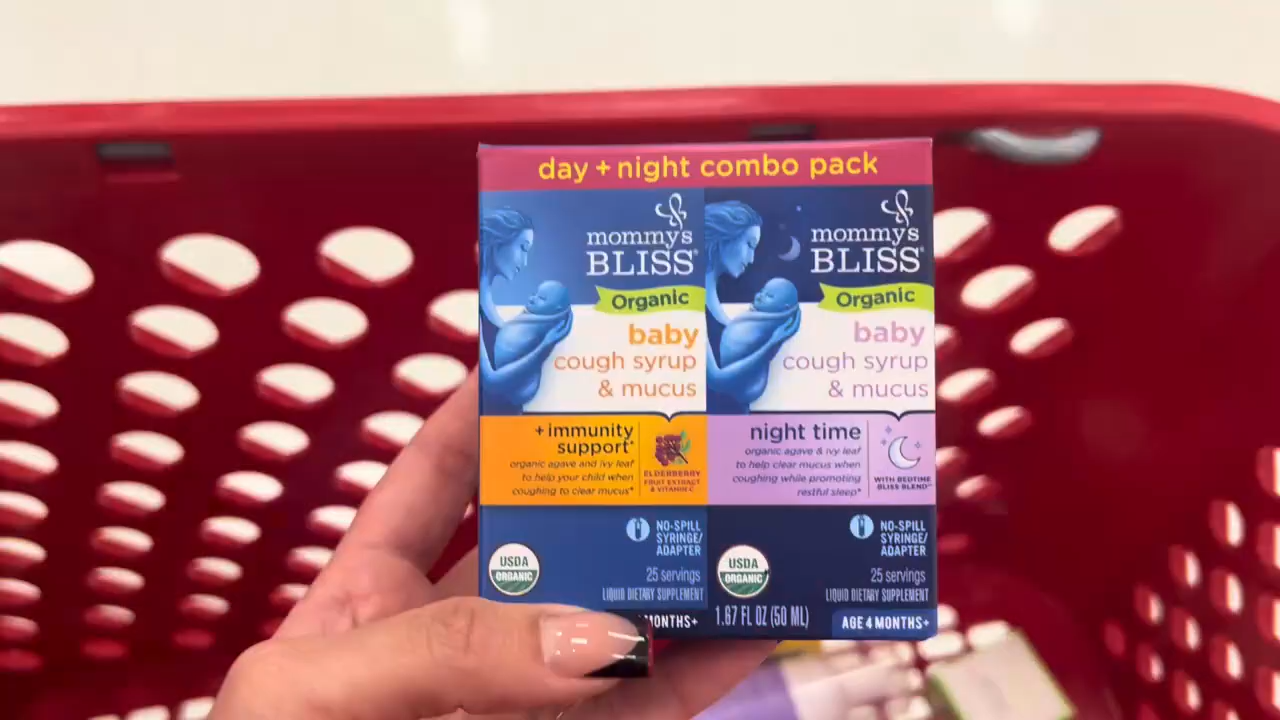 day + night combo pack
mommy's
BLISS®
Organic
baby
cough syrup
& mucus
+ immunity
support*
organic agave and ivy leaf
to help your child when
coughing to clear mucus*
ELDERBERRY
FRUIT EXTRACT
& VITAMIN C
NO-SPILL
SYRINGE/
ADAPTER
USDA
ORGANIC
25 servings
LIQUID DIETARY SUPPLEMENT
MONTHS+
mommy's
BLISS®
Organic
baby
cough syrup
& mucus
night time
organic agave & ivy leaf
to help clear mucus when
coughing while promoting
restful sleep*
WITH BEDTIME
BLISS BLEND™
NO-SPILL
SYRINGE/
ADAPTER
USDA
ORGANIC
25 servings
LIQUID DIETARY SUPPLEMENT
1.67 FL OZ (50 ML)
AGE 4 MONTHS+